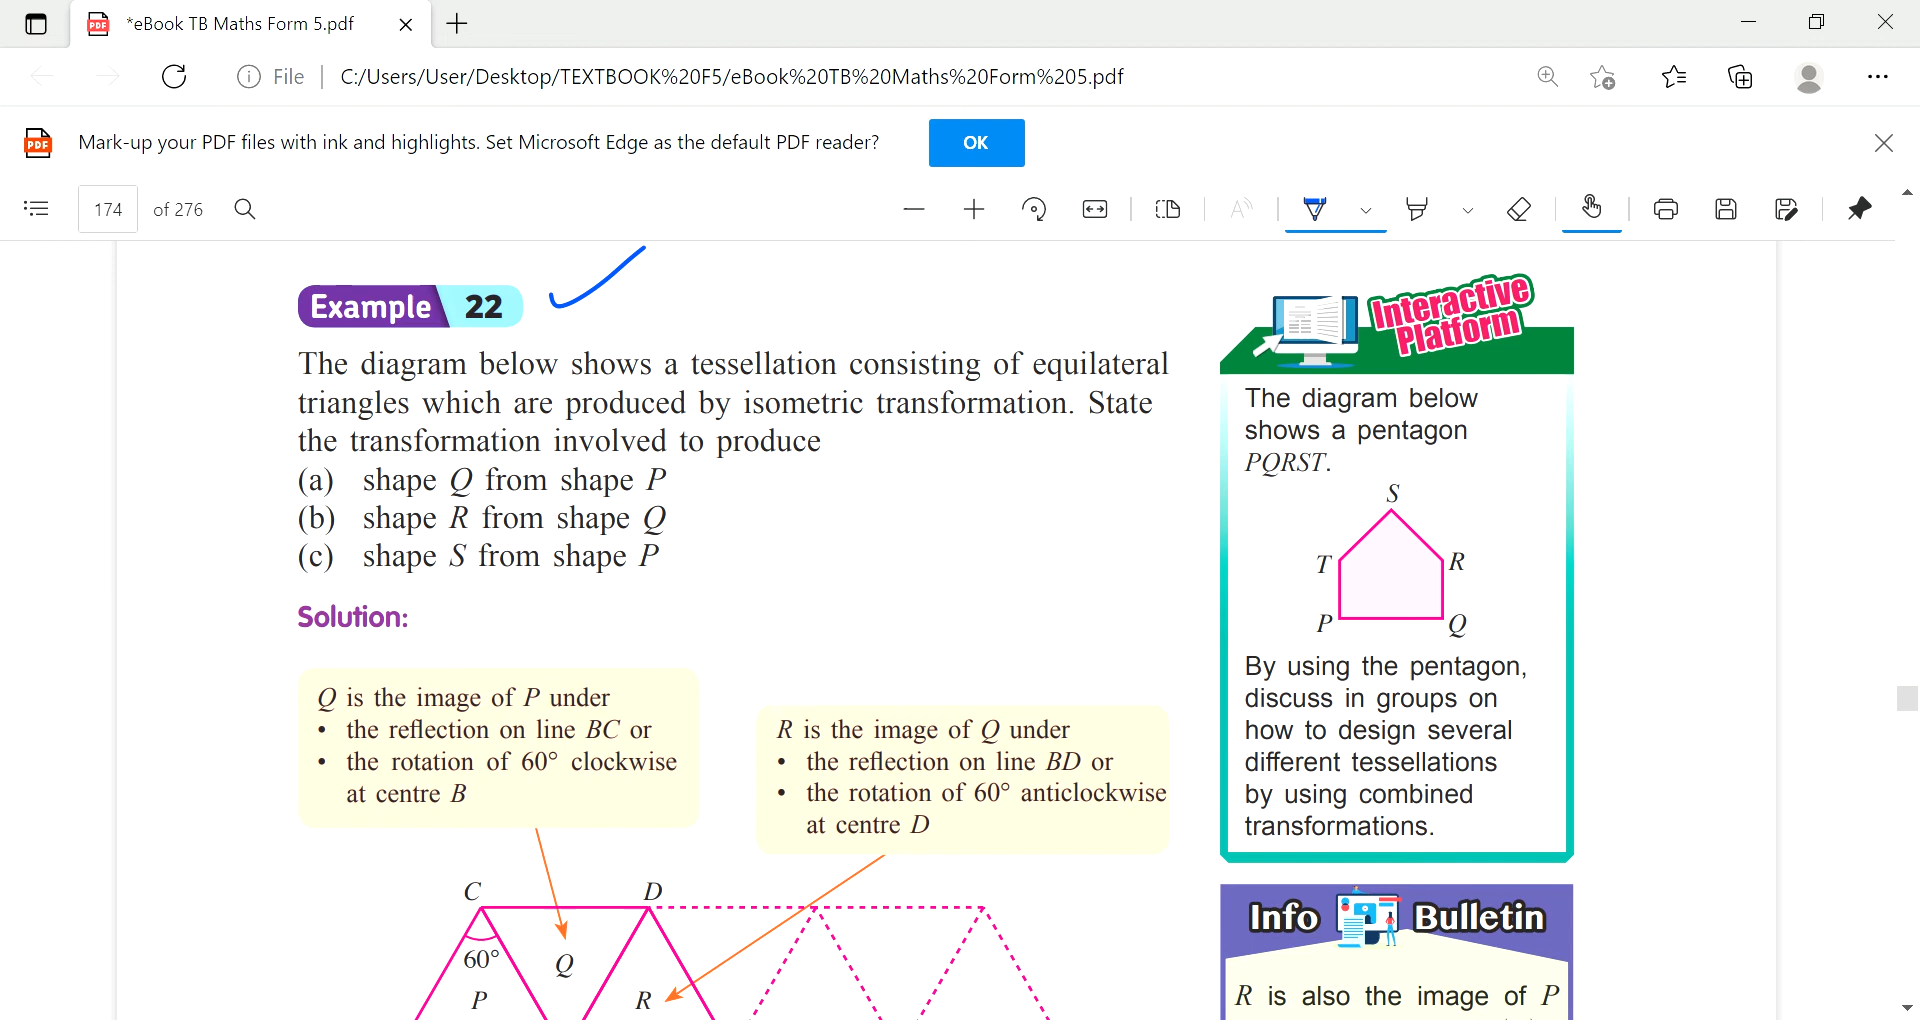 *eBook TB Maths Form 5.pdf
File
C:/Users/User/Desktop/TEXTBOOK%20F5/eBook%20TB%20Maths%20Form%205.pdf
PDF
Mark-up your PDF files with ink and highlights. Set Microsoft Edge as the default PDF reader?
OK
174 of 276
Example 22
The diagram below shows a tessellation consisting of equilateral
triangles which are produced by isometric transformation. State
the transformation involved to produce
(a) shape Q from shape P
(b) shape R from shape Q
(c) shape S from shape P
Solution:
Q is the image of P under
• the reflection on line BC or
• the rotation of 60° clockwise
at centre B
R is the image of Q under
• the reflection on line BD or
• the rotation of 60° anticlockwise
at centre D
C
D
60°
Q
P
R
Interactive
Platform
The diagram below
shows a pentagon
PQRST.
S
T
R
P
Q
By using the pentagon,
discuss in groups on
how to design several
different tessellations
by using combined
transformations.
Info Bulletin
R is also the image of P